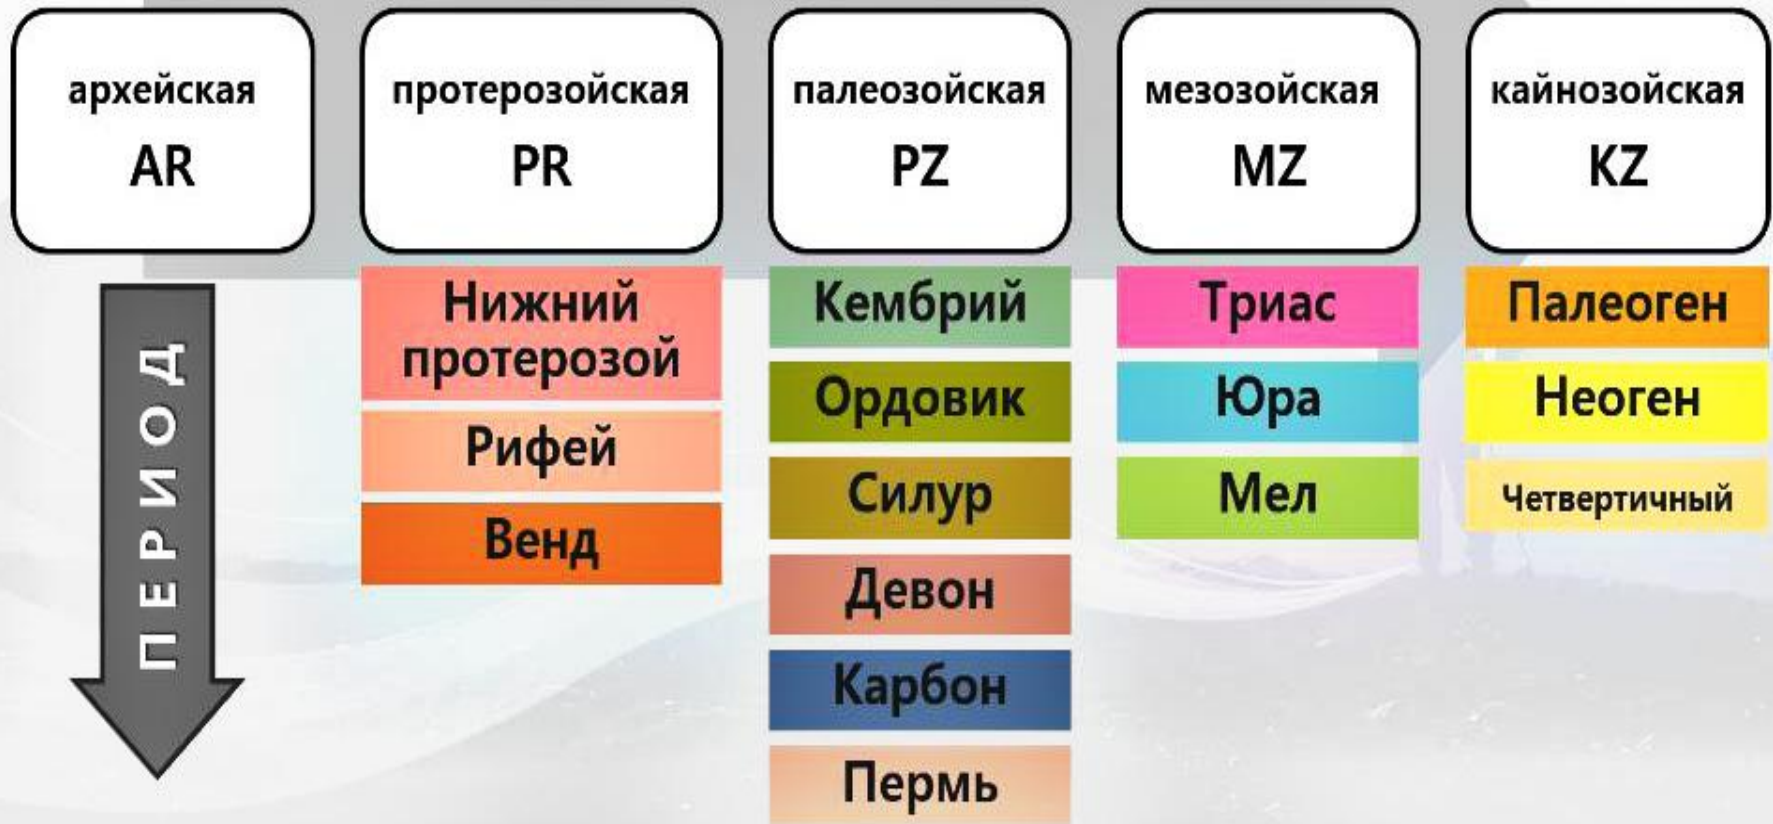 архейская
AR
протерозойская
PR
палеозойская
PZ
мезозойская
MZ
кайнозойская
KZ
ПЕРИОД
Нижний
протерозой
Рифей
Венд
Кембрий
Ордовик
Силур
Девон
Карбон
Пермь
Триас
Юра
Мел
Палеоген
Неоген
Четвертичный